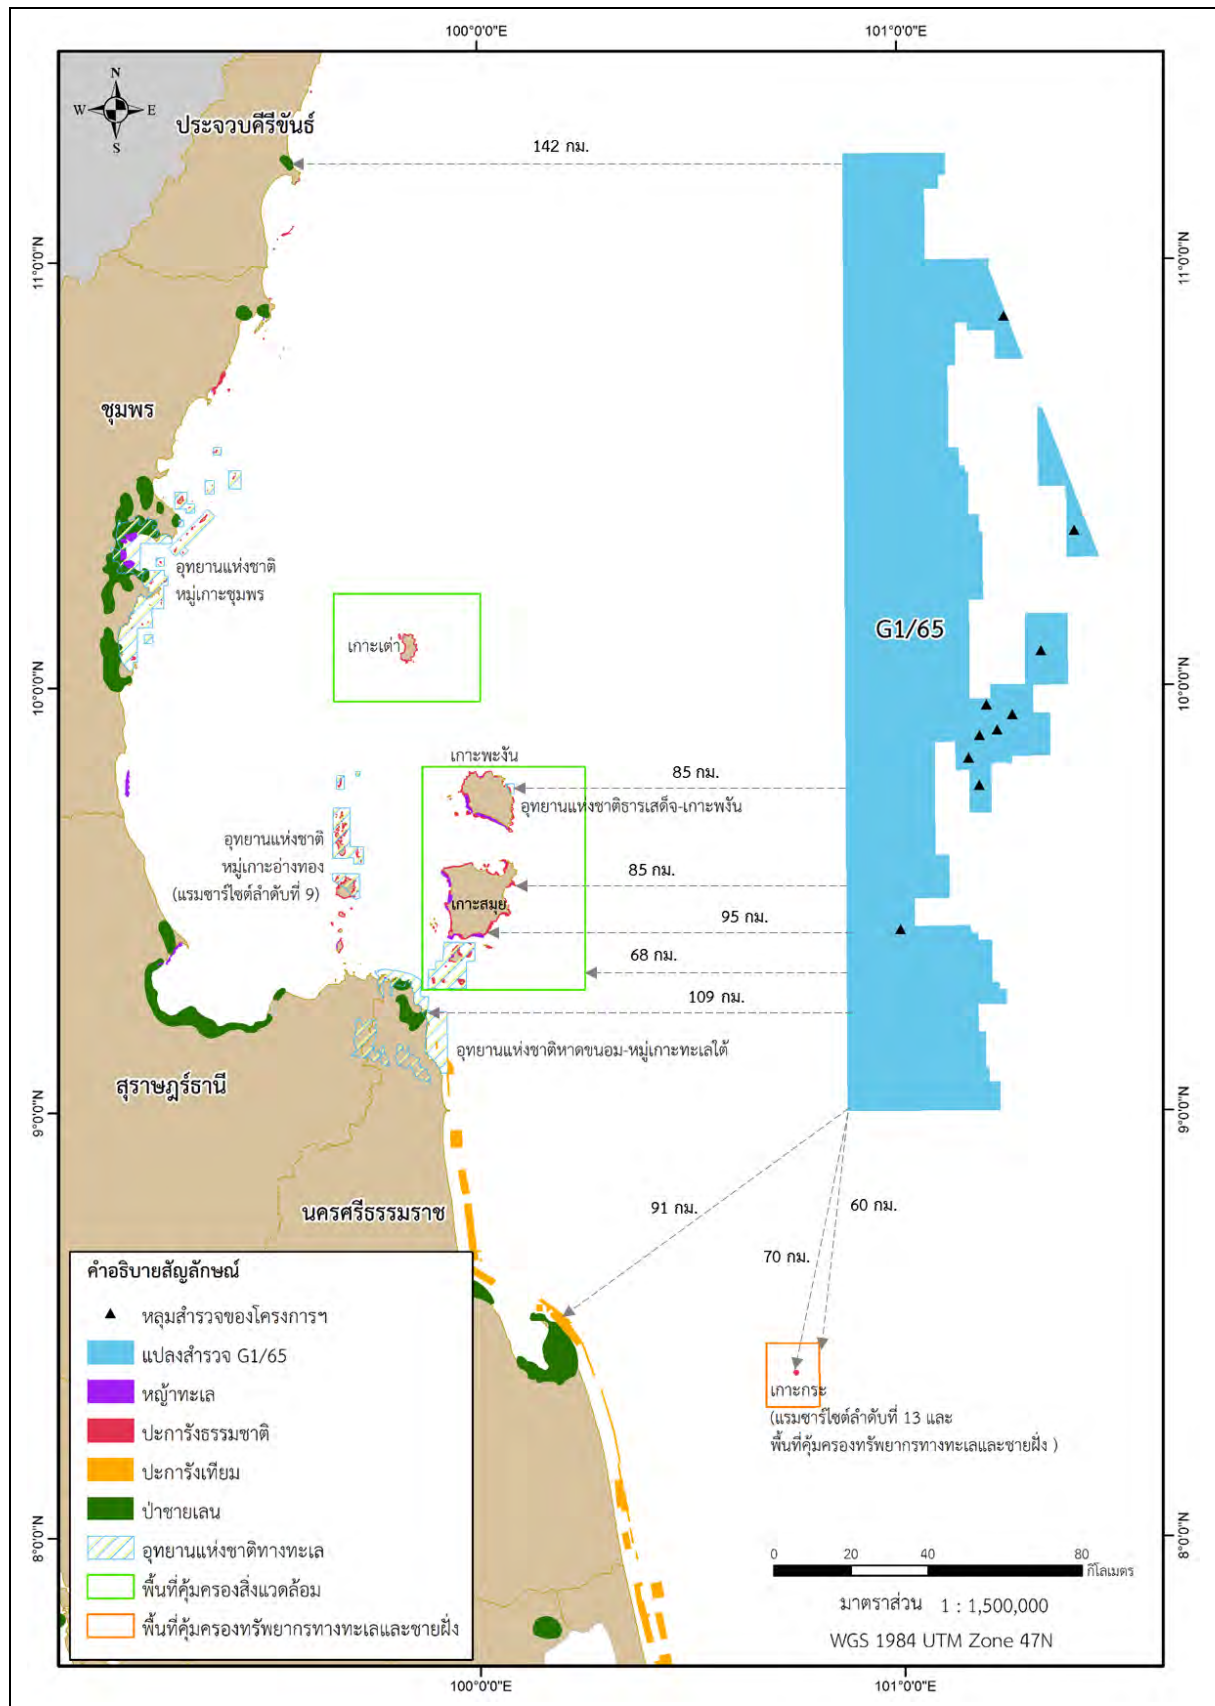 100°0'0"E
101°0'0"E
N
W
E
S
ประจวบคีรีขันธ์
142 กม.
11°0'0"N
11°0'0"N
ชุมพร
อุทยานแห่งชาติ
หมู่เกาะชุมพร
G1/65
เกาะเต่า
10°0'0"N
10°0'0"N
เกาะพะงัน
85 กม.
อุทยานแห่งชาติธารเสด็จ-เกาะพงัน
อุทยานแห่งชาติ
หมู่เกาะอ่างทอง
(แรมซาร์ไซต์ลำดับที่ 9)
85 กม.
เกาะสมุย
95 กม.
68 กม.
109 กม.
อุทยานแห่งชาติหาดขนอม-หมู่เกาะทะเลใต้
สุราษฎร์ธานี
9°0'0"N
9°0'0"N
นครศรีธรรมราช
91 กม.
60 กม.
70 กม.
เกาะกระ
(แรมซาร์ไซต์ลำดับที่ 13 และ
พื้นที่คุ้มครองทรัพยากรทางทะเลและชายฝั่ง )
คำอธิบายสัญลักษณ์
หลุมสำรวจของโครงการฯ
แปลงสำรวจ G1/65
หญ้าทะเล
ปะการังธรรมชาติ
ปะการังเทียม
ป่าชายเลน
อุทยานแห่งชาติทางทะเล
พื้นที่คุ้มครองสิ่งแวดล้อม
พื้นที่คุ้มครองทรัพยากรทางทะเลและชายฝั่ง
8°0'0"N
8°0'0"N
0 20 40 80
กิโลเมตร
มาตราส่วน 1 : 1,500,000
WGS 1984 UTM Zone 47N
100°0'0"E
101°0'0"E